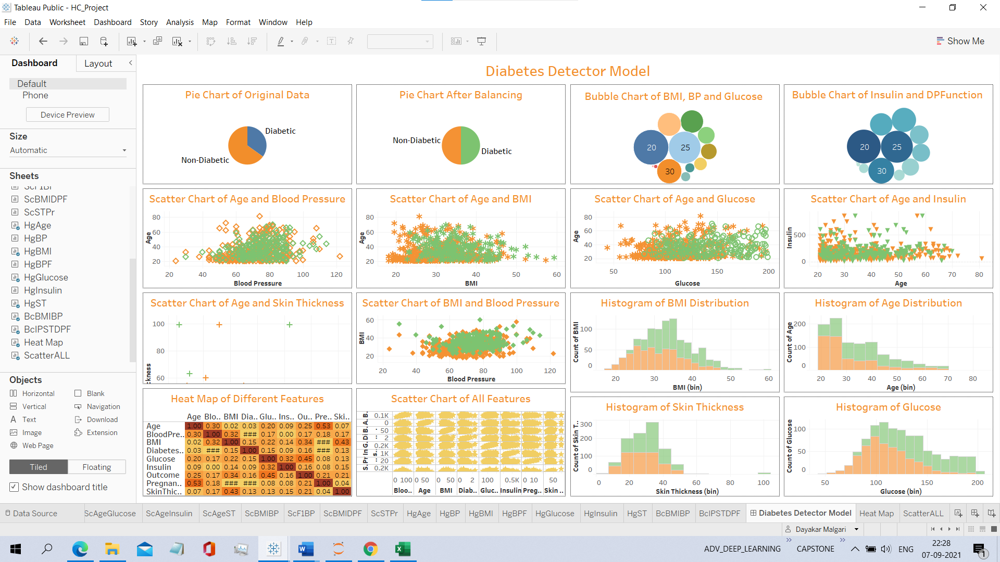 Tableau Public - HC_Project
File Data Worksheet Dashboard Story Analysis Map Format Window Help
Show Me
Dashboard Layout
Default
Phone
Device Preview
Size
Automatic
Sheets
ScF1BP
ScBMIDPF
ScSTPr
HgAge
HgBP
HgBMI
HgBPF
HgGlucose
HgInsulin
HgST
BcBMIBP
BcIPSTDPF
Heat Map
ScatterALL
Objects
Horizontal Blank
Vertical Navigation
Text Download
Image Extension
Web Page
Tiled Floating
Show dashboard title
Diabetes Detector Model
Pie Chart of Original Data
Diabetic
Non-Diabetic
Pie Chart After Balancing
Non-Diabetic
Diabetic
Bubble Chart of BMI, BP and Glucose
20 25
30
Bubble Chart of Insulin and DPFunction
20 25
30
Scatter Chart of Age and Blood Pressure
Age
80
60
40
20
20 40 60 80 100 120
Blood Pressure
Scatter Chart of Age and BMI
Age
80
60
40
20
20 30 40 50 60
BMI
Scatter Chart of Age and Glucose
Age
80
60
40
20
50 100 150 200
Glucose
Scatter Chart of Age and Insulin
Insulin
500
0
20 30 40 50 60 70 80
Age
Scatter Chart of Age and Skin Thickness
100
80
60
ckness
Scatter Chart of BMI and Blood Pressure
BMI
60
40
20
20 40 60 80 100 120
Blood Pressure
Histogram of BMI Distribution
Count of BMI
100
50
0
20 30 40 50 60
BMI (bin)
Histogram of Age Distribution
Count of Age
200
100
0
20 30 40 50 60 70 80
Age (bin)
Heat Map of Different Features
Age Blo.. BMI Dia.. Glu.. Ins.. Ou.. Pre.. Ski..
Age 1.00 0.30 0.02 0.03 0.20 0.09 0.25 0.53 0.07
BloodPre.. 0.30 1.00 0.32 ### 0.17 0.00 0.17 0.18 0.17
BMI 0.02 0.32 1.00 0.15 0.22 0.14 0.34 ### 0.43
Diabetes.. 0.03 ### 0.15 1.00 0.15 0.09 0.16 ### 0.13
Glucose 0.20 0.17 0.22 0.15 1.00 0.32 0.45 0.08 0.13
Insulin 0.09 0.00 0.14 0.09 0.32 1.00 0.16 0.08 0.15
Outcome 0.25 0.17 0.34 0.16 0.45 0.16 1.00 0.21 0.21
Pregnan.. 0.53 0.18 ### ### 0.08 0.08 0.21 1.00 0.04
SkinThic.. 0.07 0.17 0.43 0.13 0.13 0.15 0.21 0.04 1.00
Scatter Chart of All Features
B. 0.1K
A. 0
B. 50
Di 2
G. 0.2K
In 1K
Pr 20
S. 0.2K
0 100 0 50 0 50 0 2 100 0.5K 0 10 50
Bloo.. Age BMI Diab.. Gluc.. Insulin Preg.. Skin ..
Histogram of Skin Thickness
Count of Skin T..
300
200
100
0
0 20 40 60 80 100
Skin Thickness (bin)
Histogram of Glucose
Count of Glucose
100
50
0
50 100 150 200
Glucose (bin)
Data Source ScAgeGlucose ScAgeInsulin ScAgeST ScBMIBP ScF1BP ScBMIDPF ScSTPr HgAge HgBP HgBMI HgBPF HgGlucose HgInsulin HgST BcBMIBP BcIPSTDPF Diabetes Detector Model Heat Map ScatterALL
Dayakar Malgari
ADV_DEEP_LEARNING CAPSTONE ENG
22:28
07-09-2021
1